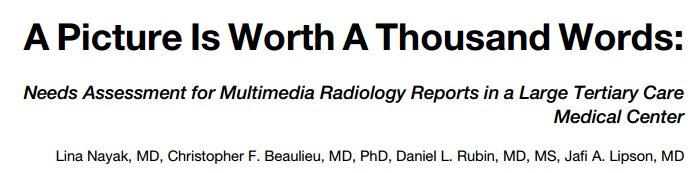 A Picture Is Worth A Thousand Words:
Needs Assessment for Multimedia Radiology Reports in a Large Tertiary Care
Medical Center
Lina Nayak, MD, Christopher F. Beaulieu, MD, PhD, Daniel L. Rubin, MD, MS, Jafi A. Lipson, MD